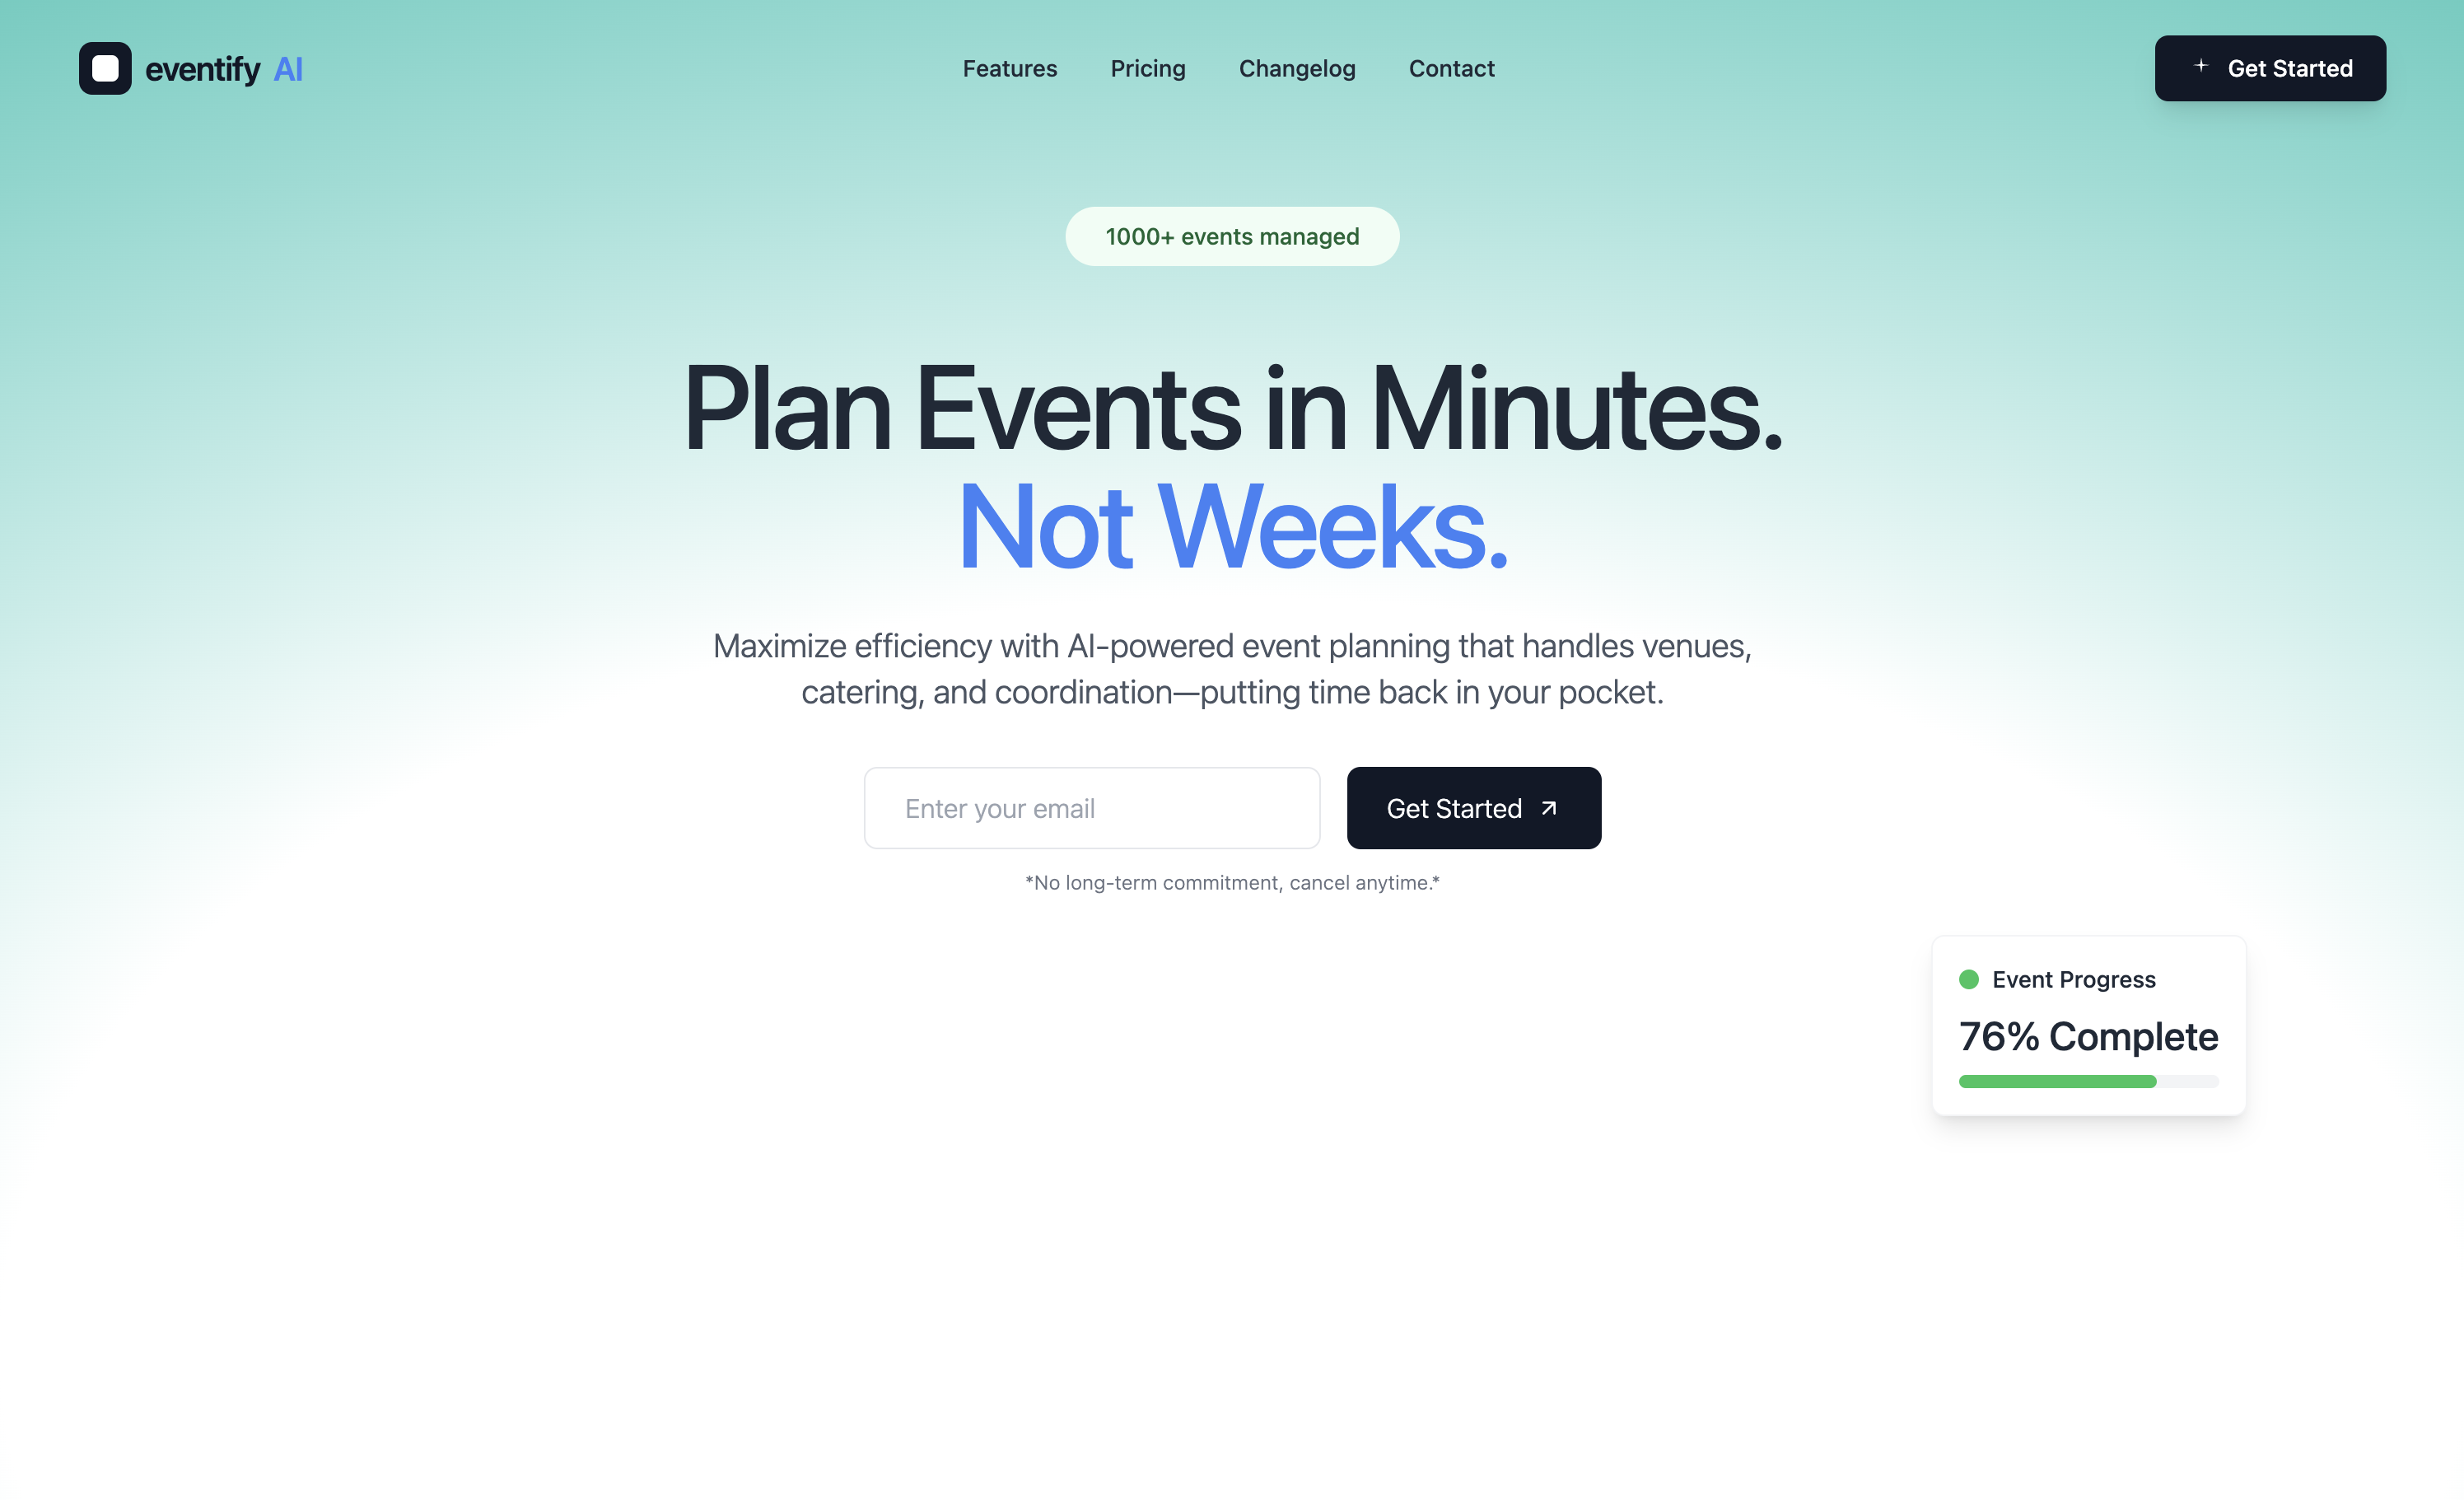 eventify AI
Features
Pricing
Changelog
Contact
Get Started
1000+ events managed
Plan Events in Minutes.
Not Weeks.
Maximize efficiency with AI-powered event planning that handles venues,
catering, and coordination—putting time back in your pocket.
Enter your email
Get Started
*No long-term commitment, cancel anytime.*
Event Progress
76% Complete